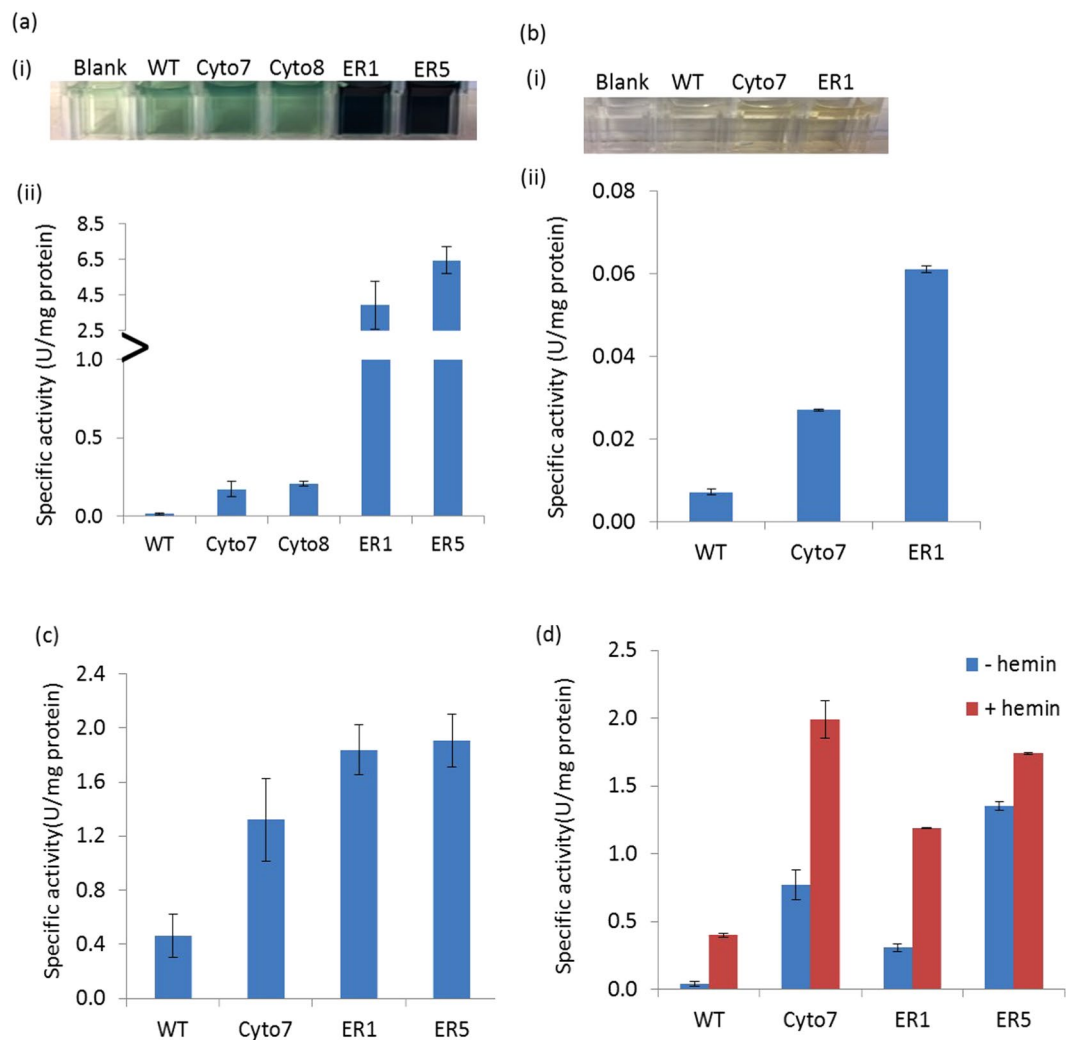 (a)
Blank WT Cyto7 Cyto8 ER1 ER5
(i)
(ii)
Specific activity (U/mg protein)
8.5
6.5
4.5
2.5
>
1.0
0.5
0.0
WT Cyto7 Cyto8 ER1 ER5
(b)
(i)
Blank WT Cyto7 ER1
(ii)
Specific activity (U/mg protein)
0.08
0.06
0.04
0.02
0.00
WT Cyto7 ER1
(c)
Specific activity(U/mg protein)
2.4
2.0
1.6
1.2
0.8
0.4
0.0
WT Cyto7 ER1 ER5
(d)
Specific activity(U/mg protein)
2.5
2.0
1.5
1.0
0.5
0.0
- hemin
+ hemin
WT Cyto7 ER1 ER5